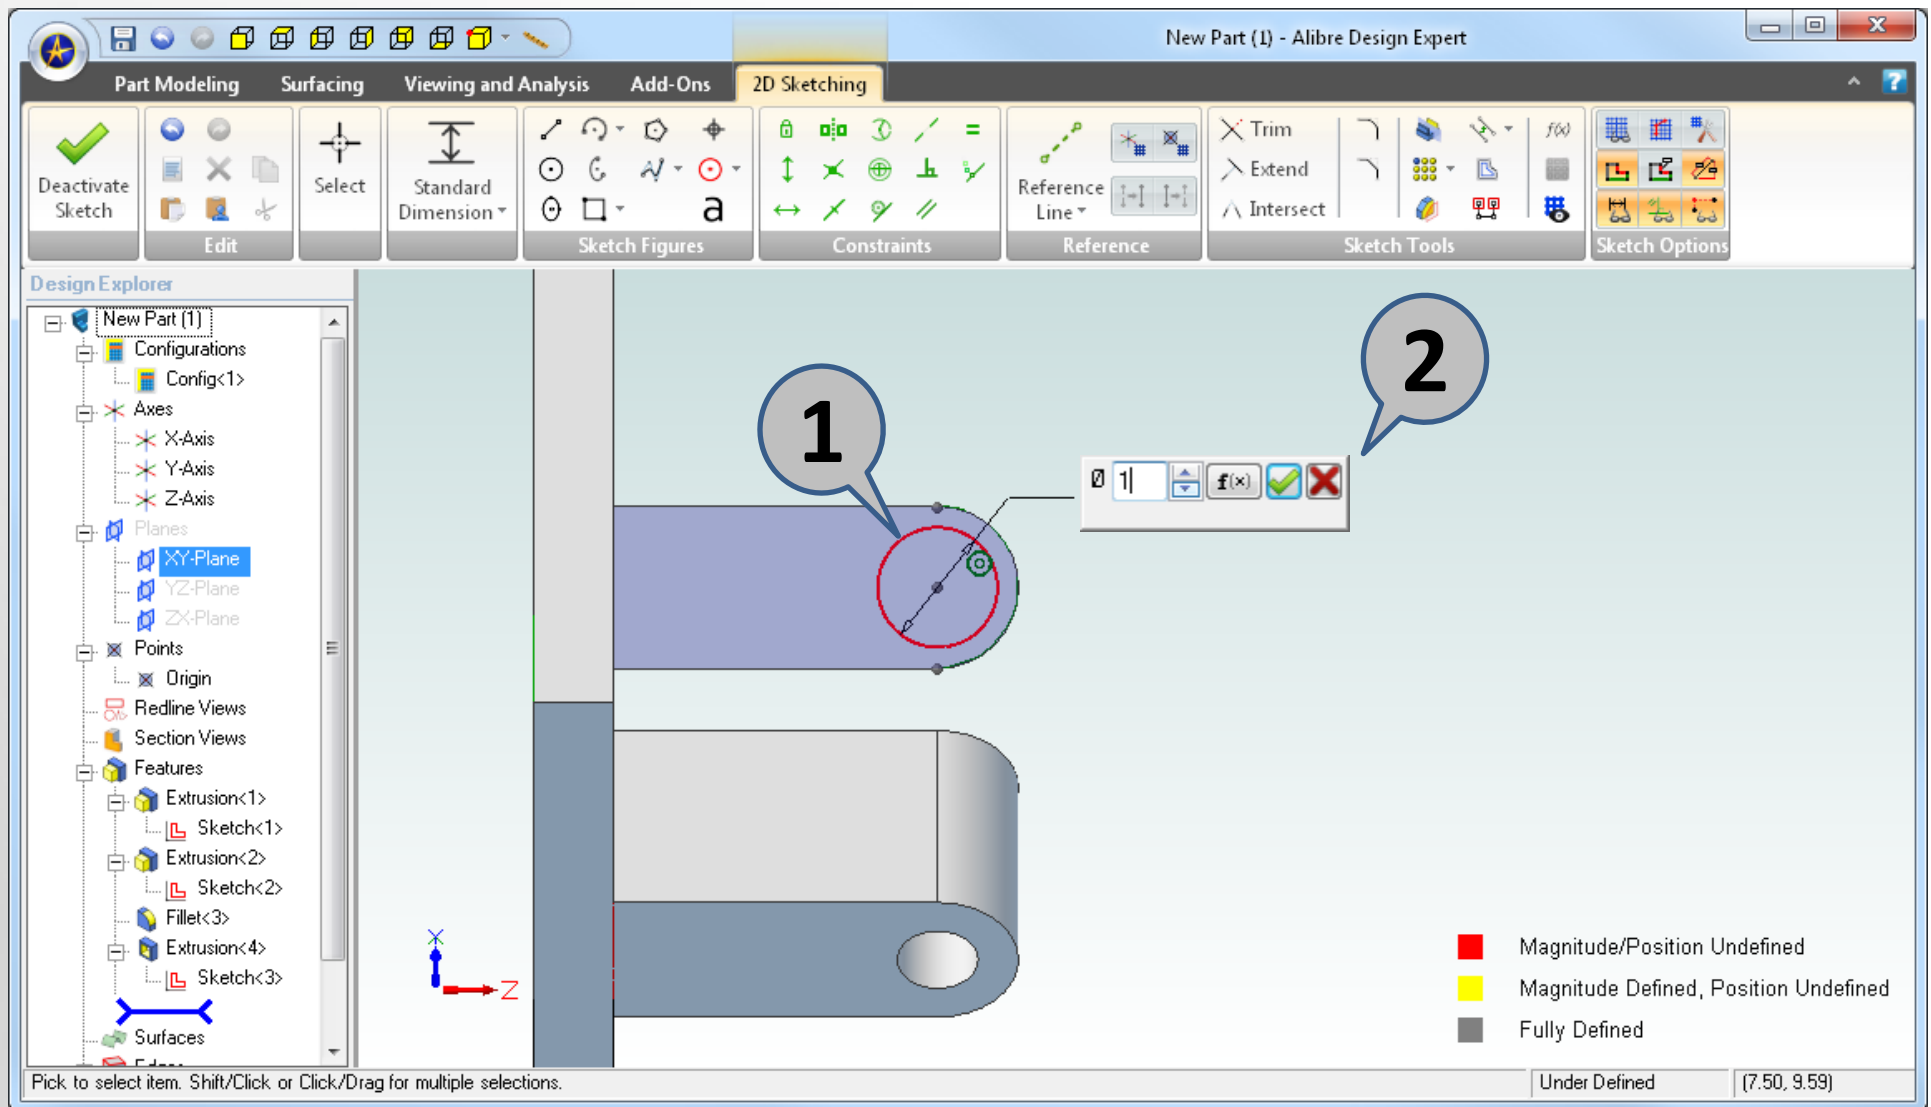 New Part (1) - Alibre Design Expert
Part Modeling Surfacing Viewing and Analysis Add-Ons 2D Sketching
Deactivate
Sketch
Edit
Select
Standard
Dimension
a
Sketch Figures
Constraints
Reference
Line
Reference
Trim
Extend
Intersect
f(x)
Sketch Tools
Sketch Options
Design Explorer
New Part (1)
Configurations
Config<1>
Axes
X-Axis
Y-Axis
Z-Axis
Planes
XY-Plane
YZ-Plane
ZX-Plane
Points
Origin
Redline Views
Section Views
Features
Extrusion<1>
Sketch<1>
Extrusion<2>
Sketch<2>
Fillet<3>
Extrusion<4>
Sketch<3>
Surfaces
1
2
Ø 1 f(x)
X
Z
Magnitude/Position Undefined
Magnitude Defined, Position Undefined
Fully Defined
Pick to select item. Shift/Click or Click/Drag for multiple selections.
Under Defined
(7.50, 9.59)